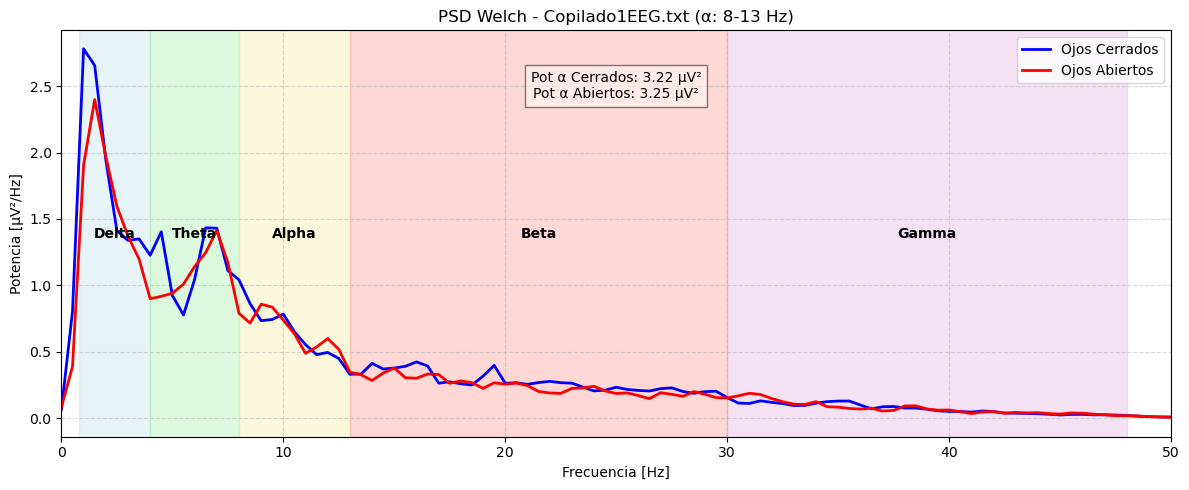 PSD Welch - Copilado1EEG.txt (α: 8-13 Hz)
Ojos Cerrados
Ojos Abiertos
Pot α Cerrados: 3.22 µV²
Pot α Abiertos: 3.25 µV²
Delta
Theta
Alpha
Beta
Gamma
Potencia [µV²/Hz]
2.5
2.0
1.5
1.0
0.5
0.0
0
10
20
30
40
50
Frecuencia [Hz]